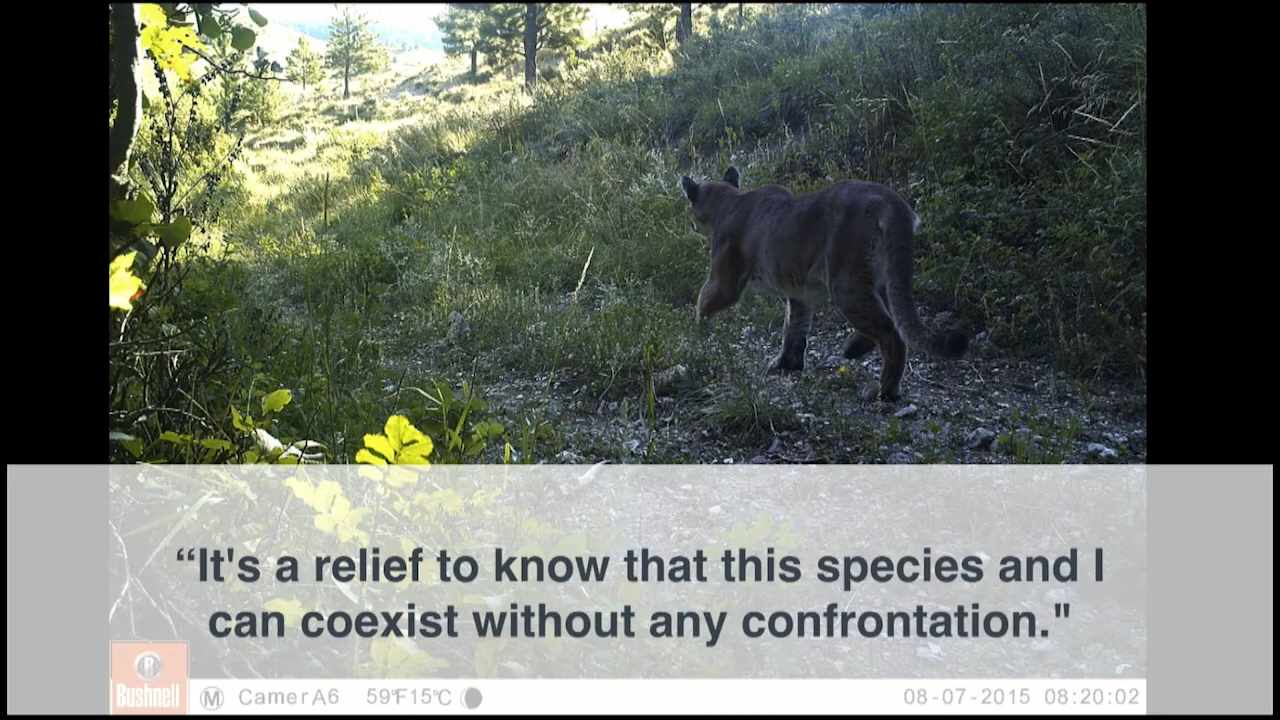 “It's a relief to know that this species and I
can coexist without any confrontation."
Bushnell M CamerA6 59°F15°C 08-07-2015 08:20:02